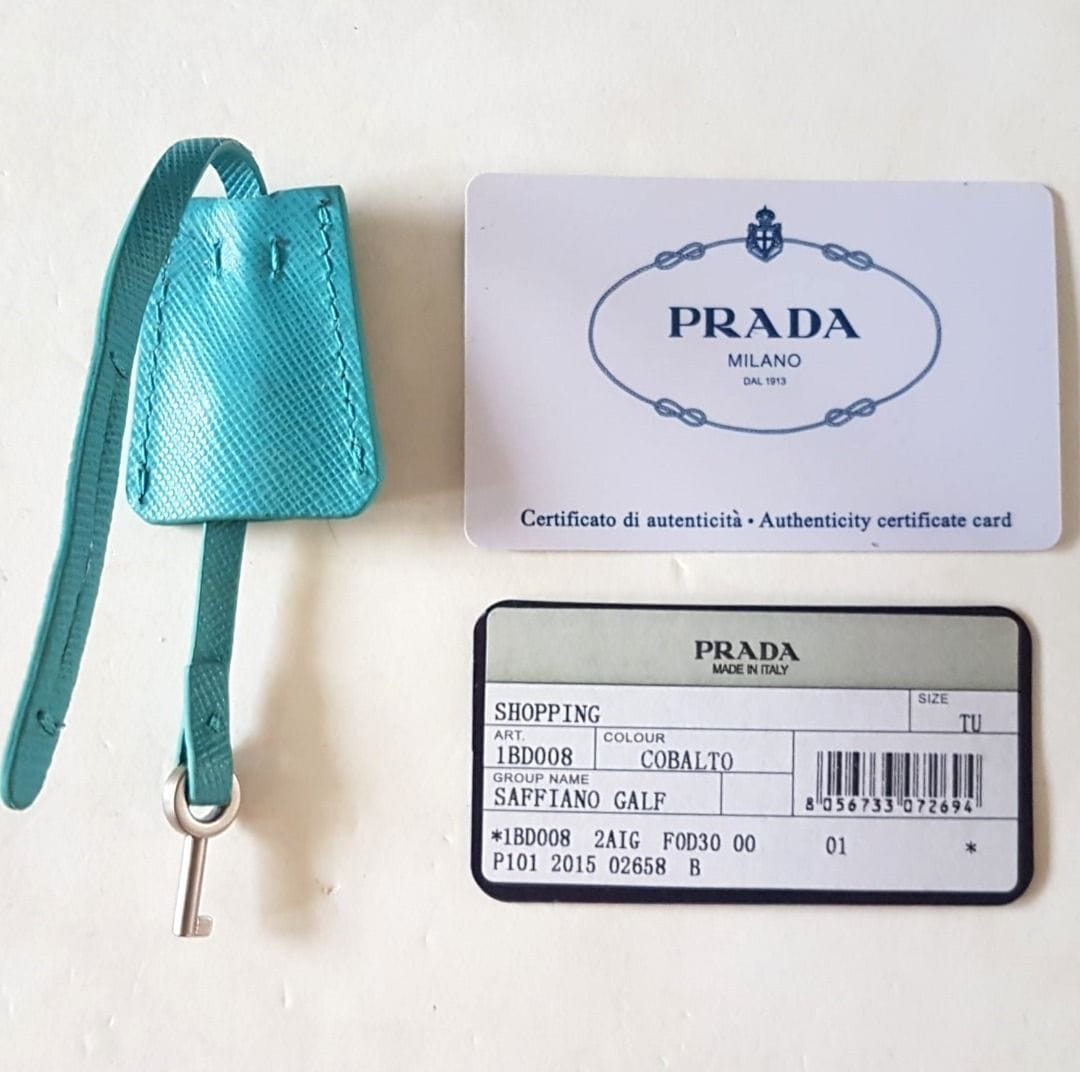 PRADA
MILANO
DAL 1913
Certificato di autenticità • Authenticity certificate card
PRADA
MADE IN ITALY
SHOPPING
SIZE
TU
ART.
1BD008
COLOUR
COBALTO
GROUP NAME
SAFFIANO GALF
8 056733 072694
*1BD008 2AIG F0D30 00 01 *
P101 2015 02658 B